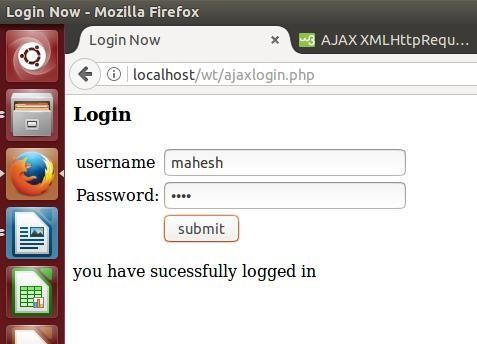 Login Now - Mozilla Firefox
Login Now
AJAX XMLHttpRequ...
localhost/wt/ajaxlogin.php
Login
username mahesh
Password: ••••
submit
you have sucessfully logged in